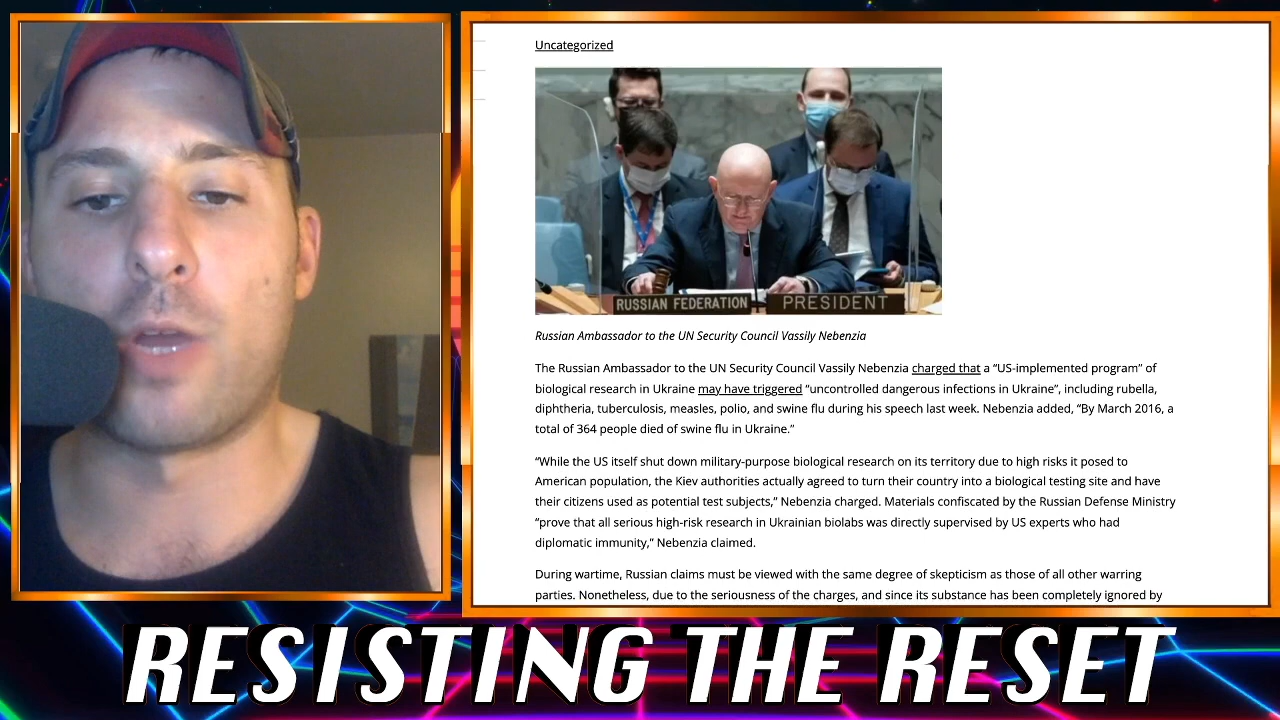 Uncategorized
RUSSIAN FEDERATION
PRESIDENT
Russian Ambassador to the UN Security Council Vassily Nebenzia
The Russian Ambassador to the UN Security Council Vassily Nebenzia charged that a “US-implemented program” of
biological research in Ukraine may have triggered “uncontrolled dangerous infections in Ukraine”, including rubella,
diphtheria, tuberculosis, measles, polio, and swine flu during his speech last week. Nebenzia added, “By March 2016, a
total of 364 people died of swine flu in Ukraine.”
“While the US itself shut down military-purpose biological research on its territory due to high risks it posed to
American population, the Kiev authorities actually agreed to turn their country into a biological testing site and have
their citizens used as potential test subjects,” Nebenzia charged. Materials confiscated by the Russian Defense Ministry
“prove that all serious high-risk research in Ukrainian biolabs was directly supervised by US experts who had
diplomatic immunity,” Nebenzia claimed.
During wartime, Russian claims must be viewed with the same degree of skepticism as those of all other warring
parties. Nonetheless, due to the seriousness of the charges, and since its substance has been completely ignored by
RESISTING THE RESET